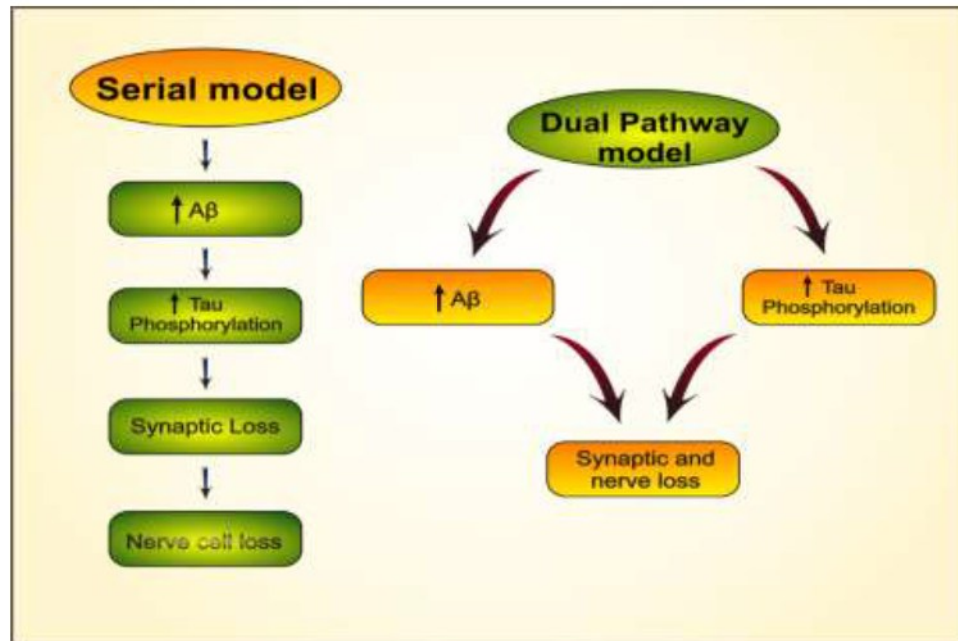 Serial model
↑ Aβ
↑ Tau
Phosphorylation
Synaptic Loss
Nerve cell loss
Dual Pathway
model
↑ Aβ
↑ Tau
Phosphorylation
Synaptic and
nerve loss